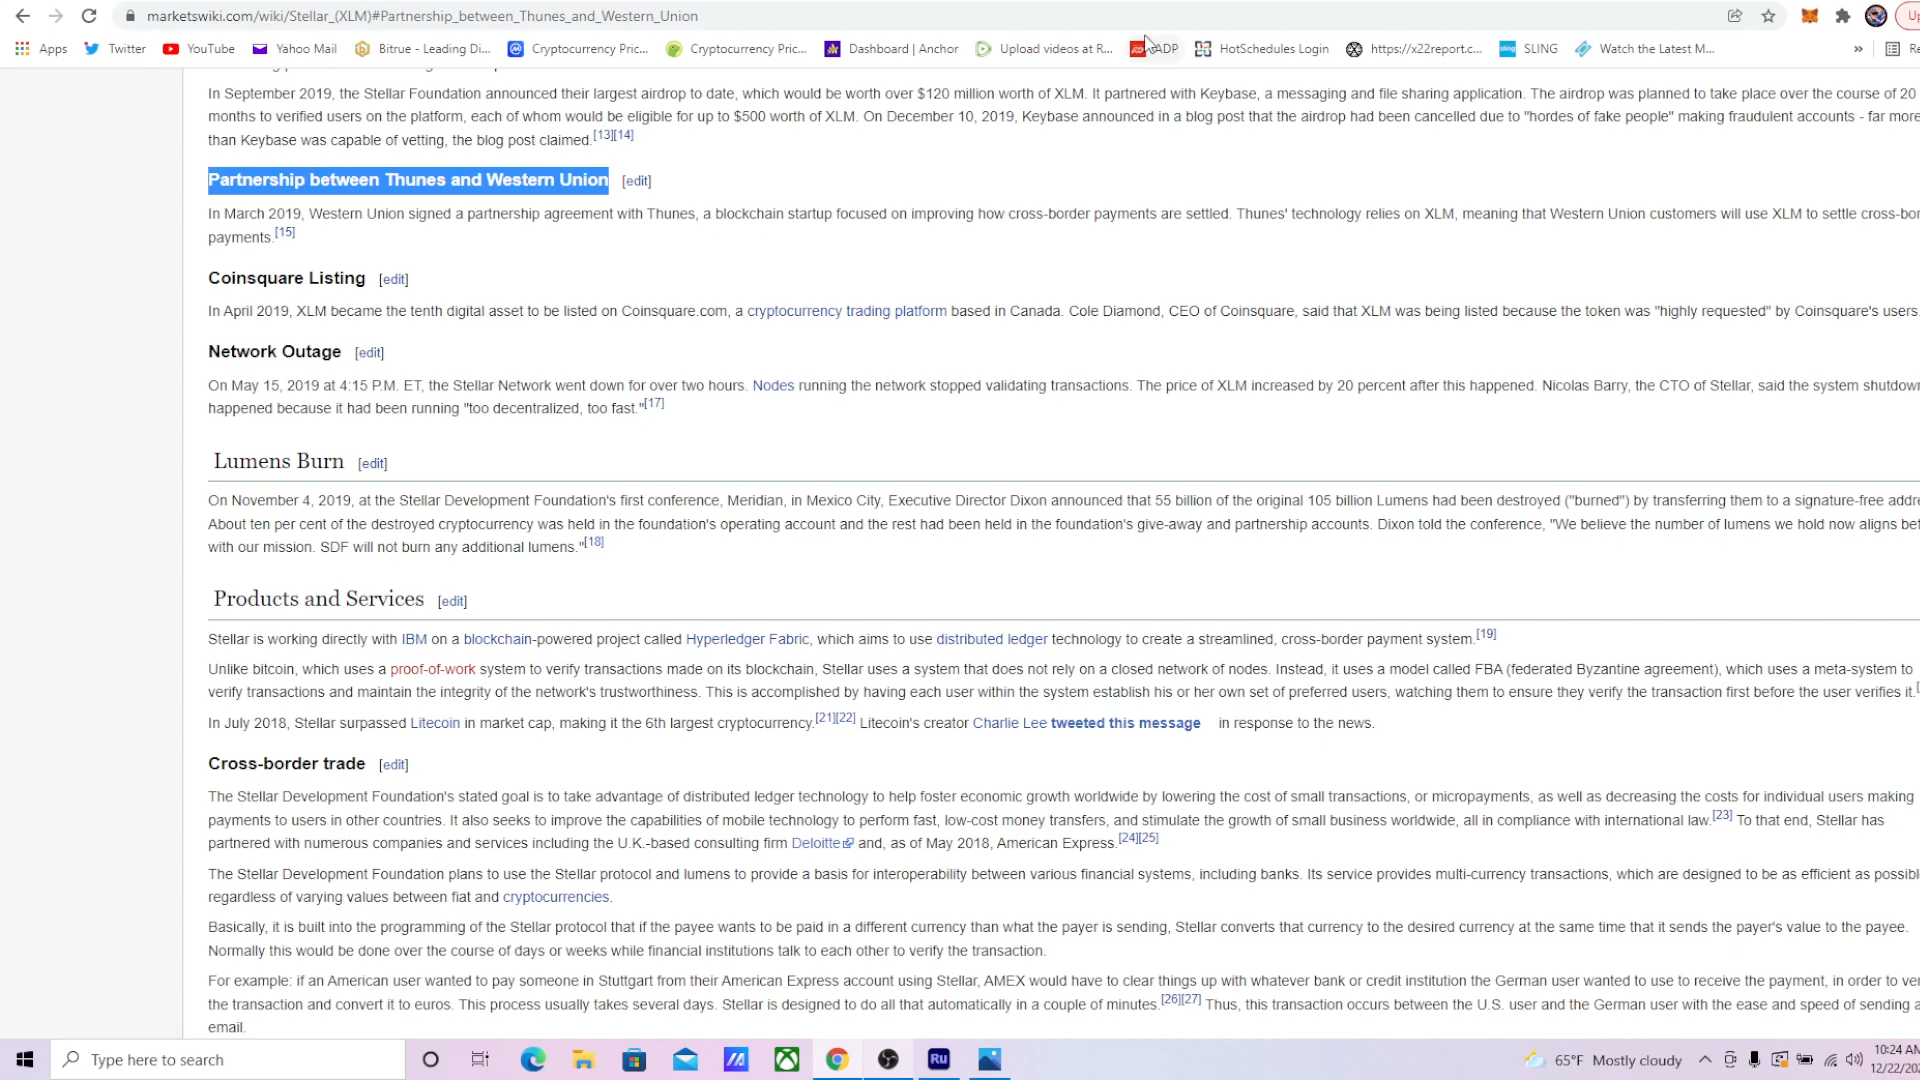 marketswiki.com/wiki/Stellar_(XLM)#Partnership_between_Thunes_and_Western_Union
Apps Twitter YouTube Yahoo Mail Bitrue - Leading Di... Cryptocurrency Pric... Cryptocurrency Pric... Dashboard | Anchor Upload videos at R... ADP HotSchedules Login https://x22report.c... SLING Watch the Latest M... »
In September 2019, the Stellar Foundation announced their largest airdrop to date, which would be worth over $120 million worth of XLM. It partnered with Keybase, a messaging and file sharing application. The airdrop was planned to take place over the course of 20
months to verified users on the platform, each of whom would be eligible for up to $500 worth of XLM. On December 10, 2019, Keybase announced in a blog post that the airdrop had been cancelled due to "hordes of fake people" making fraudulent accounts - far more
than Keybase was capable of vetting, the blog post claimed.[13][14]
Partnership between Thunes and Western Union [edit]
In March 2019, Western Union signed a partnership agreement with Thunes, a blockchain startup focused on improving how cross-border payments are settled. Thunes' technology relies on XLM, meaning that Western Union customers will use XLM to settle cross-bor
payments.[15]
Coinsquare Listing [edit]
In April 2019, XLM became the tenth digital asset to be listed on Coinsquare.com, a cryptocurrency trading platform based in Canada. Cole Diamond, CEO of Coinsquare, said that XLM was being listed because the token was "highly requested" by Coinsquare's users.
Network Outage [edit]
On May 15, 2019 at 4:15 P.M. ET, the Stellar Network went down for over two hours. Nodes running the network stopped validating transactions. The price of XLM increased by 20 percent after this happened. Nicolas Barry, the CTO of Stellar, said the system shutdown
happened because it had been running "too decentralized, too fast."[17]
Lumens Burn [edit]
On November 4, 2019, at the Stellar Development Foundation's first conference, Meridian, in Mexico City, Executive Director Dixon announced that 55 billion of the original 105 billion Lumens had been destroyed ("burned") by transferring them to a signature-free addre
About ten per cent of the destroyed cryptocurrency was held in the foundation's operating account and the rest had been held in the foundation's give-away and partnership accounts. Dixon told the conference, "We believe the number of lumens we hold now aligns bet
with our mission. SDF will not burn any additional lumens."[18]
Products and Services [edit]
Stellar is working directly with IBM on a blockchain-powered project called Hyperledger Fabric, which aims to use distributed ledger technology to create a streamlined, cross-border payment system.[19]
Unlike bitcoin, which uses a proof-of-work system to verify transactions made on its blockchain, Stellar uses a system that does not rely on a closed network of nodes. Instead, it uses a model called FBA (federated Byzantine agreement), which uses a meta-system to
verify transactions and maintain the integrity of the network's trustworthiness. This is accomplished by having each user within the system establish his or her own set of preferred users, watching them to ensure they verify the transaction first before the user verifies it.
In July 2018, Stellar surpassed Litecoin in market cap, making it the 6th largest cryptocurrency.[21][22] Litecoin's creator Charlie Lee tweeted this message in response to the news.
Cross-border trade [edit]
The Stellar Development Foundation's stated goal is to take advantage of distributed ledger technology to help foster economic growth worldwide by lowering the cost of small transactions, or micropayments, as well as decreasing the costs for individual users making
payments to users in other countries. It also seeks to improve the capabilities of mobile technology to perform fast, low-cost money transfers, and stimulate the growth of small business worldwide, all in compliance with international law.[23] To that end, Stellar has
partnered with numerous companies and services including the U.K.-based consulting firm Deloitte and, as of May 2018, American Express.[24][25]
The Stellar Development Foundation plans to use the Stellar protocol and lumens to provide a basis for interoperability between various financial systems, including banks. Its service provides multi-currency transactions, which are designed to be as efficient as possibl
regardless of varying values between fiat and cryptocurrencies.
Basically, it is built into the programming of the Stellar protocol that if the payee wants to be paid in a different currency than what the payer is sending, Stellar converts that currency to the desired currency at the same time that it sends the payer's value to the payee.
Normally this would be done over the course of days or weeks while financial institutions talk to each other to verify the transaction.
For example: if an American user wanted to pay someone in Stuttgart from their American Express account using Stellar, AMEX would have to clear things up with whatever bank or credit institution the German user wanted to use to receive the payment, in order to ver
the transaction and convert it to euros. This process usually takes several days. Stellar is designed to do all that automatically in a couple of minutes.[26][27] Thus, this transaction occurs between the U.S. user and the German user with the ease and speed of sending a
email.
Type here to search Ru 65°F Mostly cloudy 10:24 AM
12/22/20